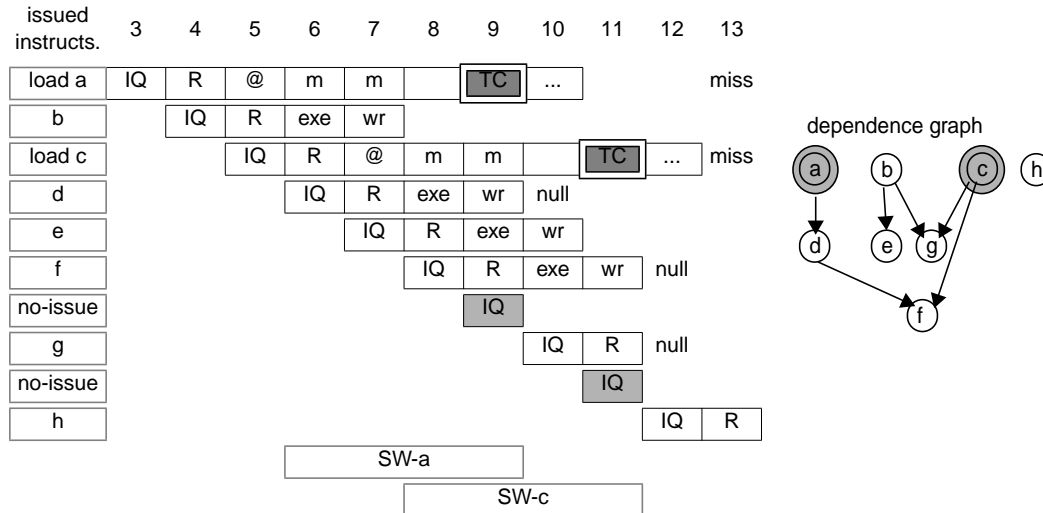 issued
instructs. 3 4 5 6 7 8 9 10 11 12 13
load a IQ R @ m m TC ... miss
b IQ R exe wr
load c IQ R @ m m TC ... miss
d IQ R exe wr null
e IQ R exe wr
f IQ R exe wr null
no-issue IQ
g IQ R null
no-issue IQ
h IQ R
SW-a
SW-c
dependence graph
a b c h
d e g
f